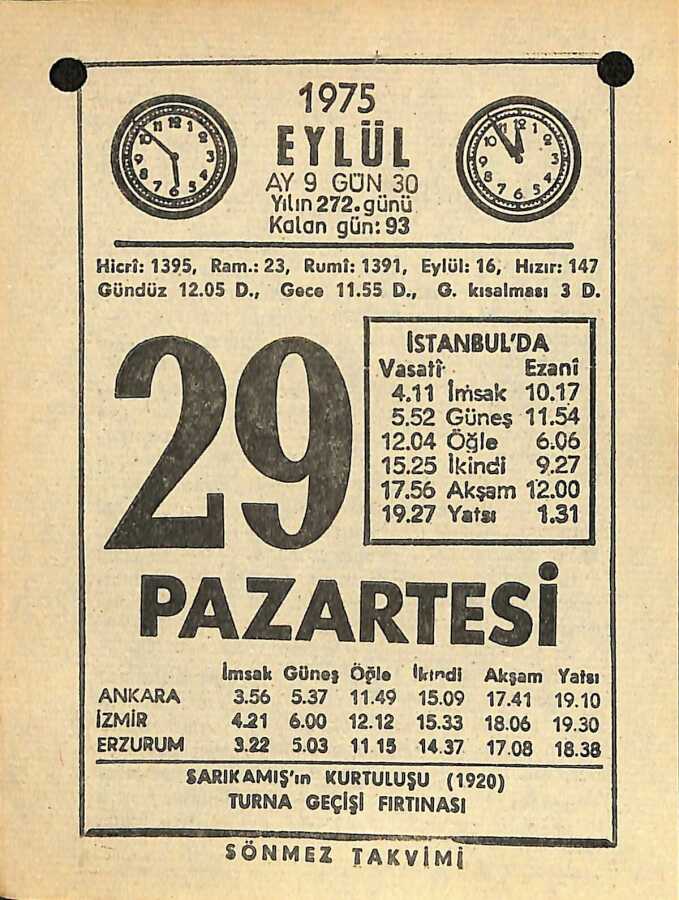 1975
EYLÜL
AY 9 GÜN 30
Yılın 272. günü
Kalan gün: 93
Hicrî: 1395, Ram.: 23, Rumî: 1391, Eylûl: 16, Hızır: 147
Gündüz 12.05 D., Gece 11.55 D., G. kısalması 3 D.
29
İSTANBUL'DA
Vasatî Ezanî
4.11 İmsak 10.17
5.52 Güneş 11.54
12.04 Öğle 6.06
15.25 İkindi 9.27
17.56 Akşam 12.00
19.27 Yatsı 1.31
PAZARTESİ
İmsak Güneş Öğle İkindi Akşam Yatsı
ANKARA 3.56 5.37 11.49 15.09 17.41 19.10
İZMİR 4.21 6.00 12.12 15.33 18.06 19.30
ERZURUM 3.22 5.03 11.15 14.37 17.08 18.38
SARIKAMIŞ'ın KURTULUŞU (1920)
TURNA GEÇİŞİ FIRTINASI
SÖNMEZ TAKVİMİ